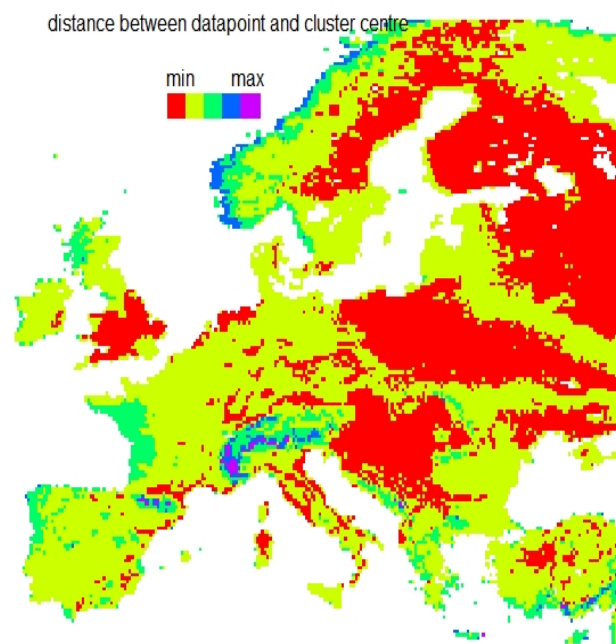 distance between datapoint and cluster centre
min max